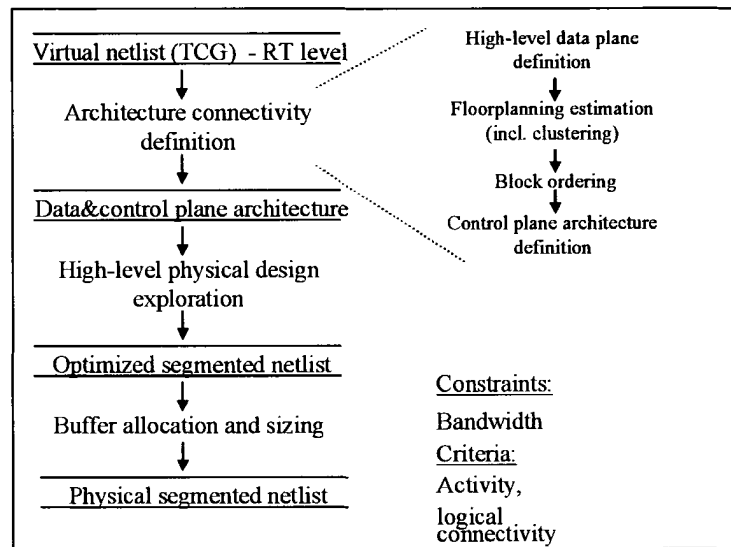 Virtual netlist (TCG) - RT level
Architecture connectivity
definition
Data&control plane architecture
High-level physical design
exploration
Optimized segmented netlist
Buffer allocation and sizing
Physical segmented netlist
High-level data plane
definition
Floorplanning estimation
(incl. clustering)
Block ordering
Control plane architecture
definition
Constraints:
Bandwidth
Criteria:
Activity,
logical
connectivity